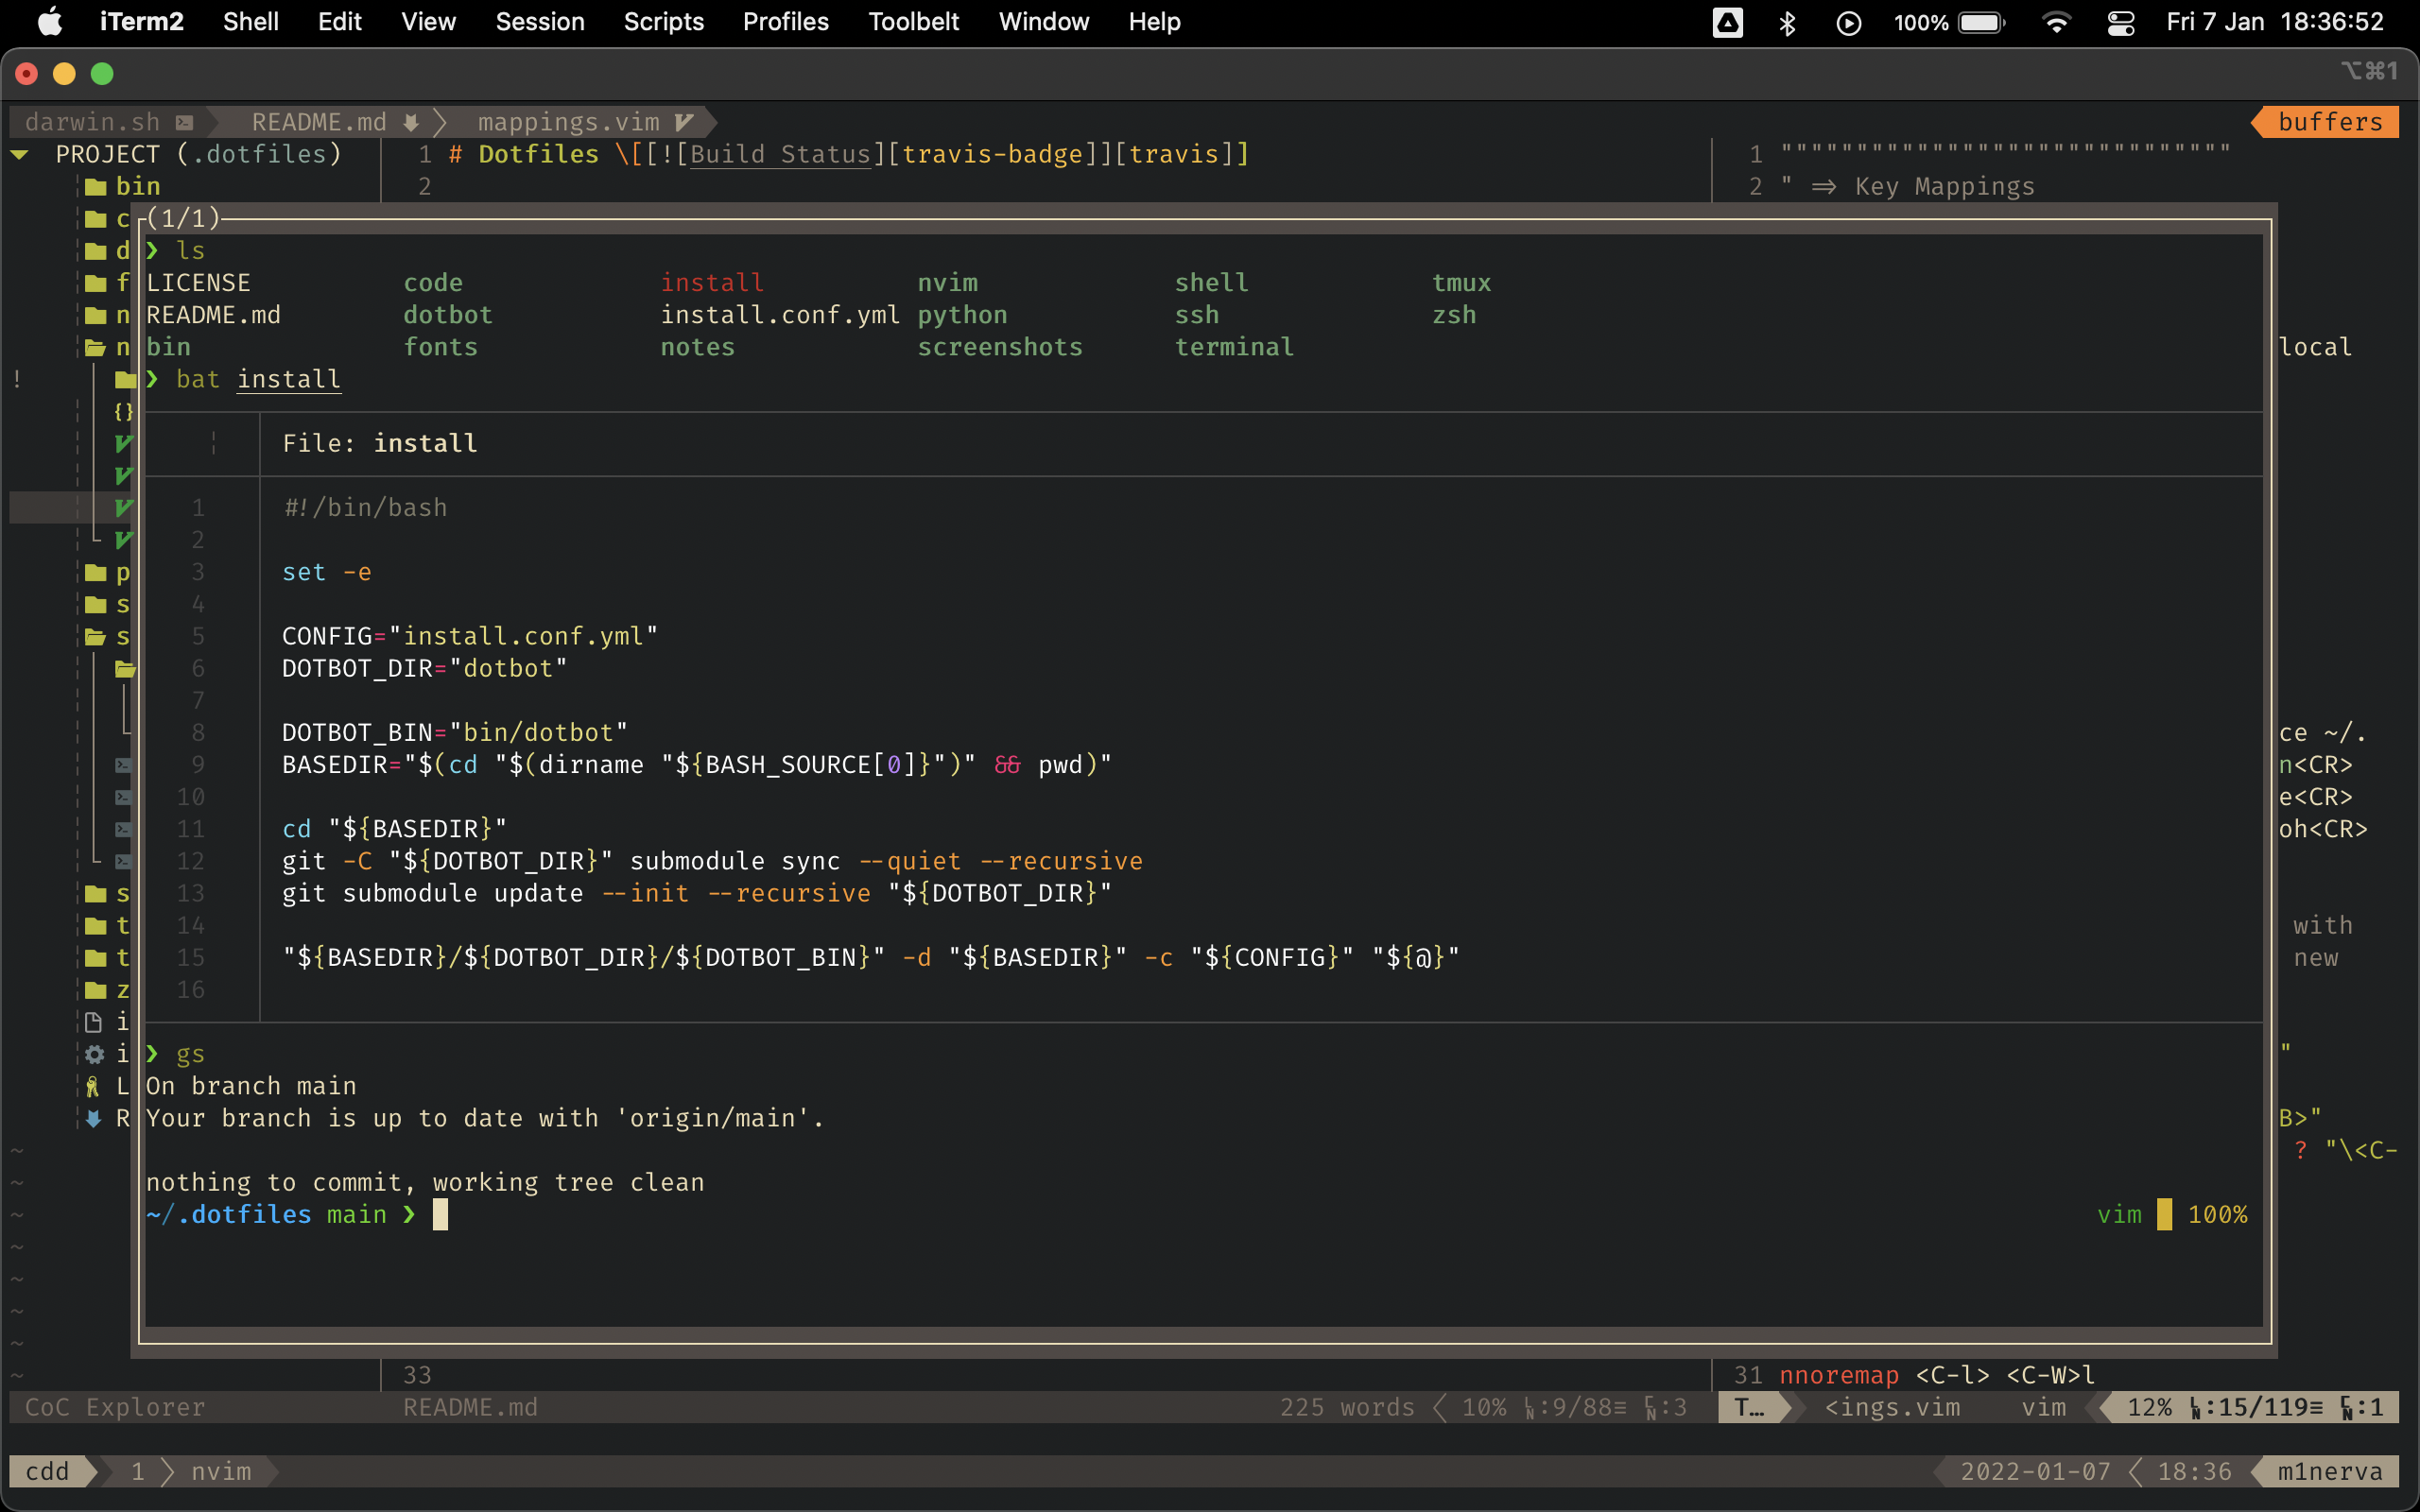 iTerm2 Shell Edit View Session Scripts Profiles Toolbelt Window Help 100% Fri 7 Jan 18:36:52
⌥⌘1
darwin.sh README.md mappings.vim buffers
PROJECT (.dotfiles)
bin
c
d
f
n
n
!
{}
p
s
s
s
t
t
z
i
i
L
R
1 # Dotfiles \[[![Build Status][travis-badge]][travis]]
2
1 """"""""""""""""""""""""""""""
2 " => Key Mappings
(1/1)
❯ ls
LICENSE code install nvim shell tmux
README.md dotbot install.conf.yml python ssh zsh
bin fonts notes screenshots terminal
❯ bat install
File: install
1 #!/bin/bash
2
3 set -e
4
5 CONFIG="install.conf.yml"
6 DOTBOT_DIR="dotbot"
7
8 DOTBOT_BIN="bin/dotbot"
9 BASEDIR="$(cd "$(dirname "${BASH_SOURCE[0]}")" && pwd)"
10
11 cd "${BASEDIR}"
12 git -C "${DOTBOT_DIR}" submodule sync --quiet --recursive
13 git submodule update --init --recursive "${DOTBOT_DIR}"
14
15 "${BASEDIR}/${DOTBOT_DIR}/${DOTBOT_BIN}" -d "${BASEDIR}" -c "${CONFIG}" "${@}"
16
❯ gs
On branch main
Your branch is up to date with 'origin/main'.
nothing to commit, working tree clean
~/.dotfiles main ❯ vim 100%
local
ce ~/.
n<CR>
e<CR>
oh<CR>
with
new
"
B>"
? "\<C-
33
31 nnoremap <C-l> <C-W>l
CoC Explorer README.md 225 words 10% LN:9/88≡ CN:3 T… <ings.vim vim 12% LN:15/119≡ CN:1
cdd 1 nvim 2022-01-07 18:36 m1nerva